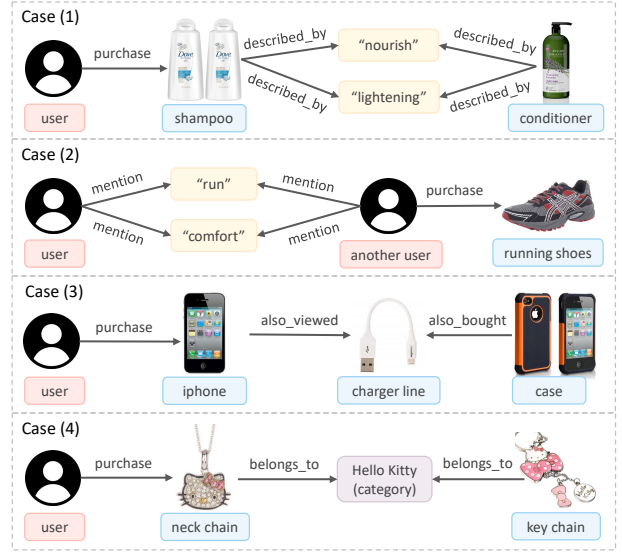 Case (1)
purchase
described_by
"nourish"
described_by
Dove Dove
described_by
"lightening"
described_by
user
shampoo
conditioner
Case (2)
mention
"run"
mention
purchase
mention
"comfort"
mention
user
another user
running shoes
Case (3)
purchase
also_viewed
also_bought
user
iphone
charger line
case
Case (4)
purchase
belongs_to
Hello Kitty
(category)
belongs_to
user
neck chain
key chain